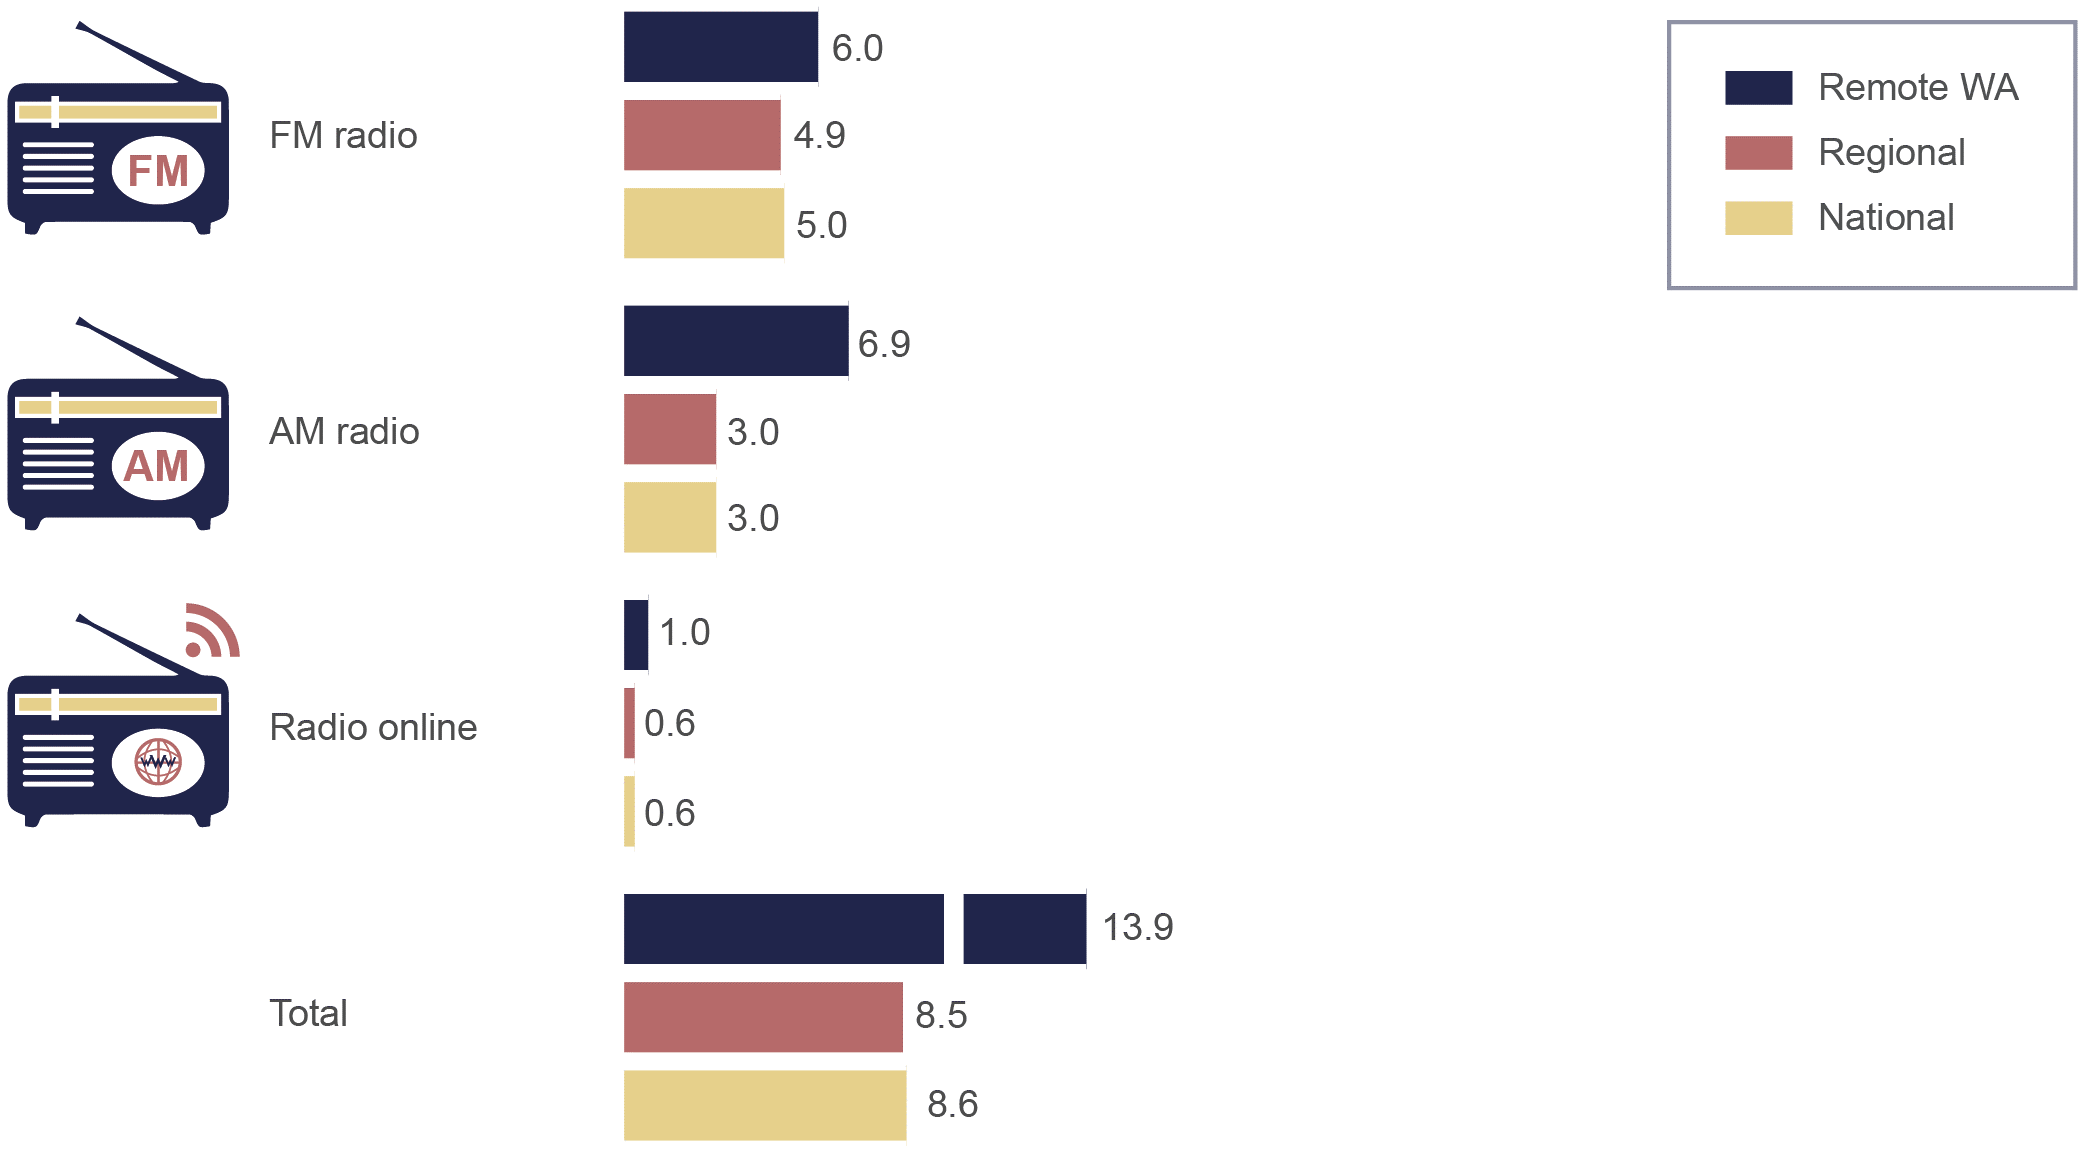 FM
FM radio
6.0
4.9
5.0
AM
AM radio
6.9
3.0
3.0
Radio online
1.0
0.6
0.6
Total
13.9
8.5
8.6
Remote WA
Regional
National